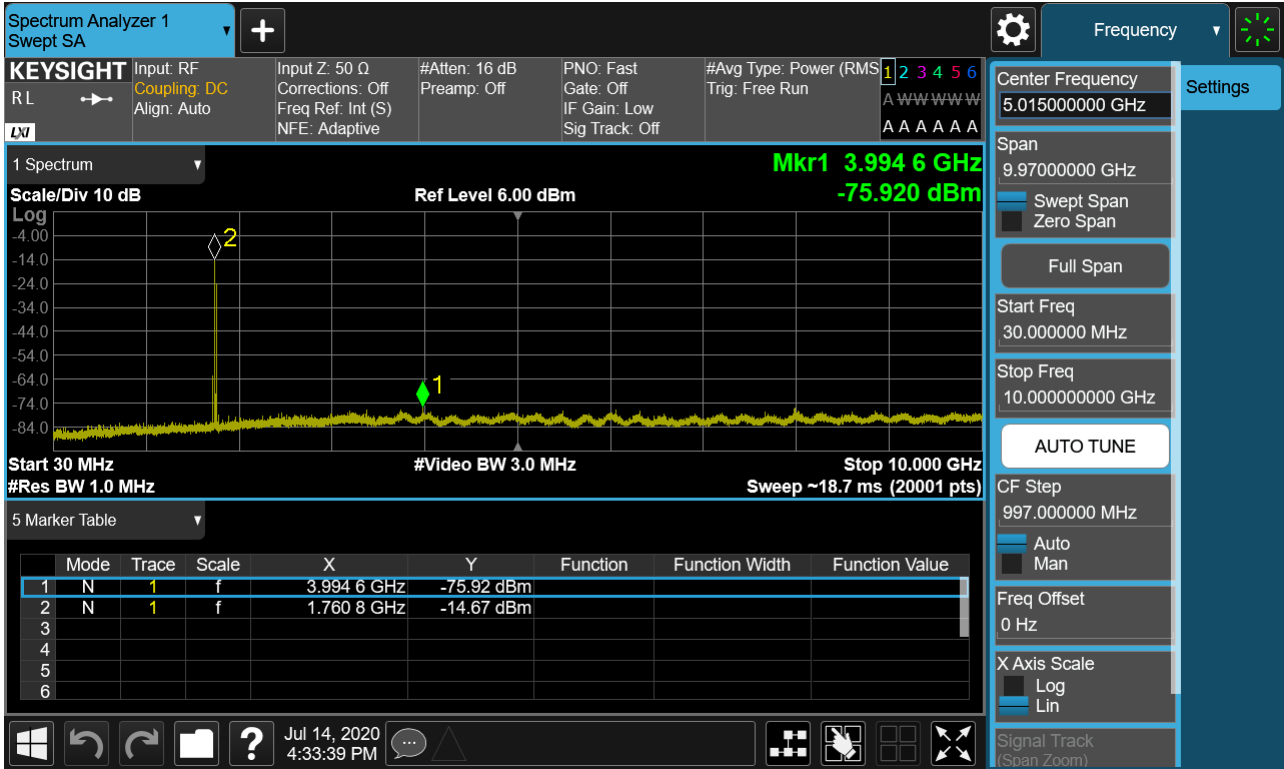 Spectrum Analyzer 1
Swept SA
Frequency
KEYSIGHT
R L
LXI
Input: RF
Coupling: DC
Align: Auto
Input Z: 50 Ω
Corrections: Off
Freq Ref: Int (S)
NFE: Adaptive
#Atten: 16 dB
Preamp: Off
PNO: Fast
Gate: Off
IF Gain: Low
Sig Track: Off
#Avg Type: Power (RMS
Trig: Free Run
1 2 3 4 5 6
A W W W W W
A A A A A A
1 Spectrum
Mkr1 3.994 6 GHz
-75.920 dBm
Scale/Div 10 dB
Ref Level 6.00 dBm
Log
-4.00
-14.0
-24.0
-34.0
-44.0
-54.0
-64.0
-74.0
-84.0
2
1
Start 30 MHz
#Video BW 3.0 MHz
Stop 10.000 GHz
#Res BW 1.0 MHz
Sweep ~18.7 ms (20001 pts)
5 Marker Table
Mode Trace Scale X Y Function Function Width Function Value
1 N 1 f 3.994 6 GHz -75.92 dBm
2 N 1 f 1.760 8 GHz -14.67 dBm
3
4
5
6
Jul 14, 2020
4:33:39 PM
Center Frequency
5.015000000 GHz
Settings
Span
9.97000000 GHz
Swept Span
Zero Span
Full Span
Start Freq
30.000000 MHz
Stop Freq
10.000000000 GHz
AUTO TUNE
CF Step
997.000000 MHz
Auto
Man
Freq Offset
0 Hz
X Axis Scale
Log
Lin
Signal Track
(Span Zoom)